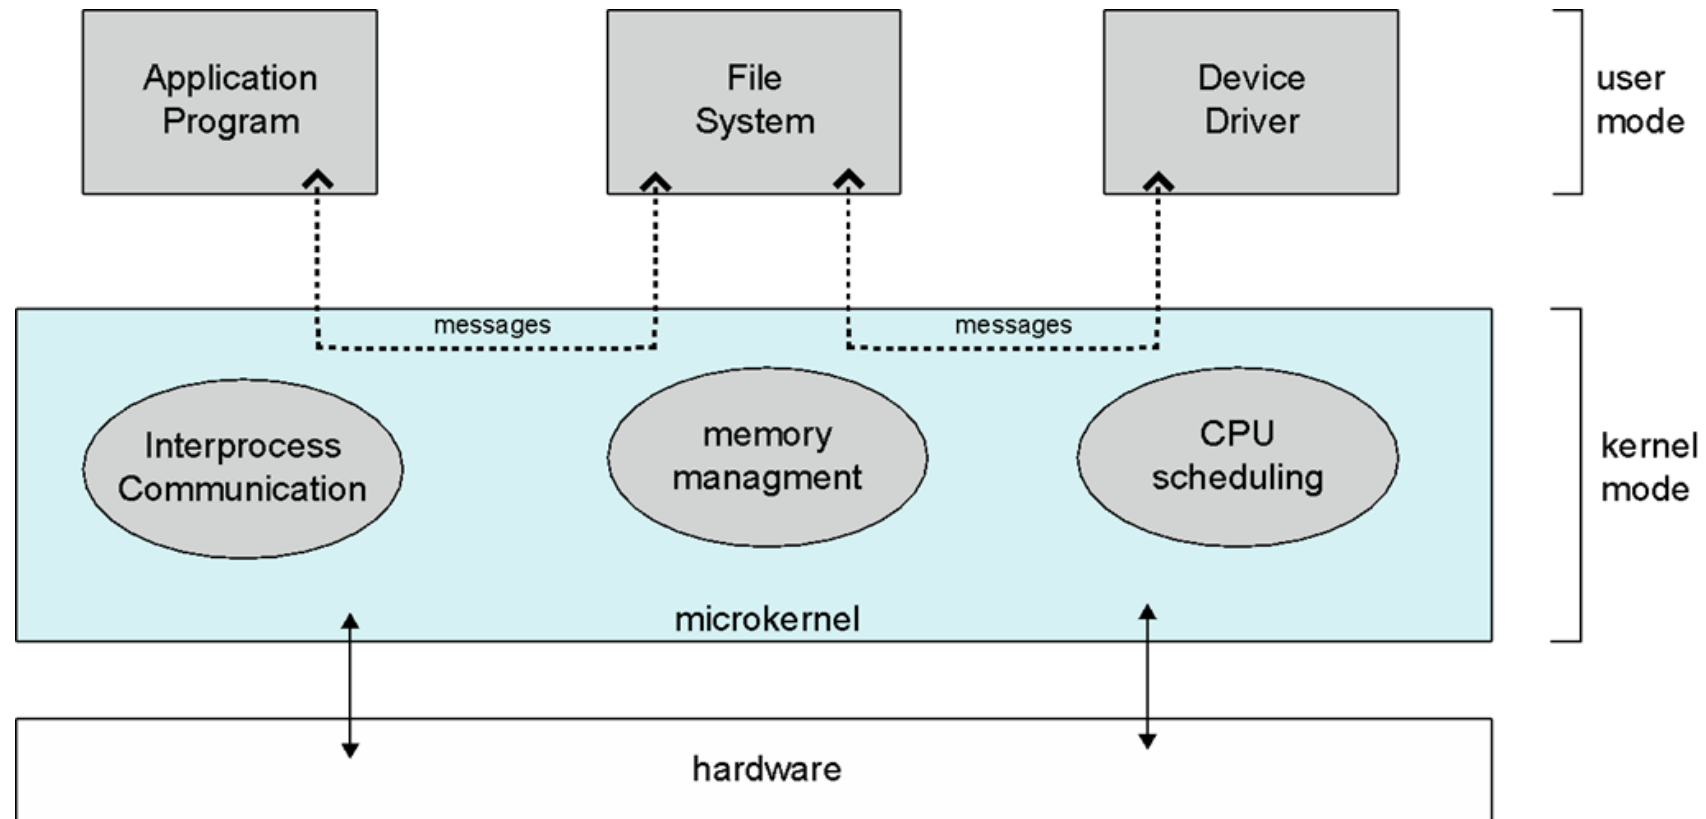 Application
Program
File
System
Device
Driver
user
mode
messages
messages
Interprocess
Communication
memory
managment
CPU
scheduling
kernel
mode
microkernel
hardware